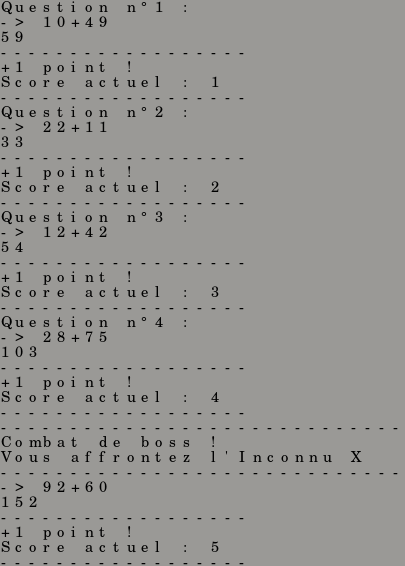 Question n°1 :
-> 10+49
59
------------------
+1 point !
Score actuel : 1
------------------
Question n°2 :
-> 22+11
33
------------------
+1 point !
Score actuel : 2
------------------
Question n°3 :
-> 12+42
54
------------------
+1 point !
Score actuel : 3
------------------
Question n°4 :
-> 28+75
103
------------------
+1 point !
Score actuel : 4
------------------
-----------------------------
Combat de boss !
Vous affrontez l'Inconnu X
-----------------------------
-> 92+60
152
------------------
+1 point !
Score actuel : 5
------------------